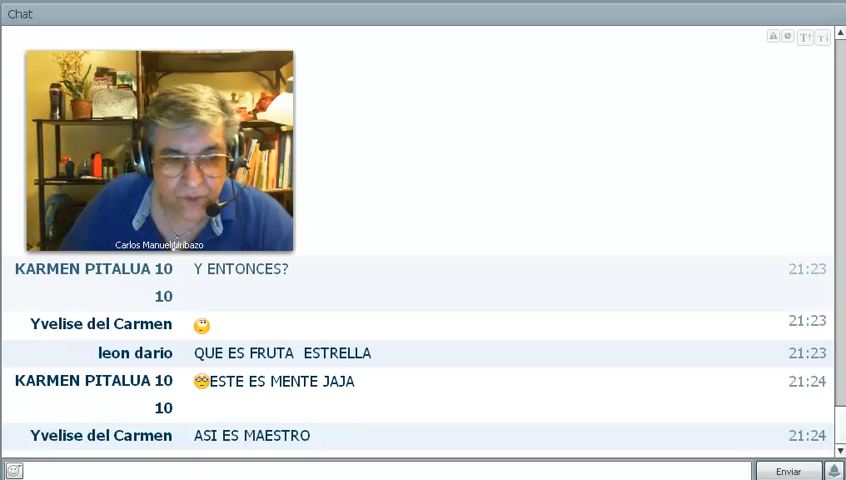 Chat
Carlos Manuel Uribazo
KARMEN PITALUA 10 Y ENTONCES? 21:23
10
Yvelise del Carmen 21:23
leon dario QUE ES FRUTA ESTRELLA 21:23
KARMEN PITALUA 10 ESTE ES MENTE JAJA 21:24
10
Yvelise del Carmen ASI ES MAESTRO 21:24
Enviar